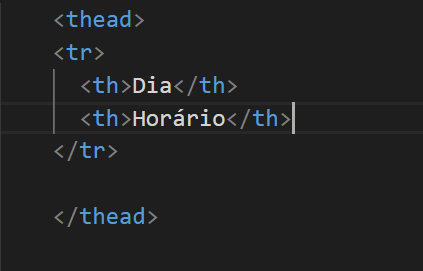 <thead>
<tr>
<th>Dia</th>
<th>Horário</th>
</tr>
</thead>